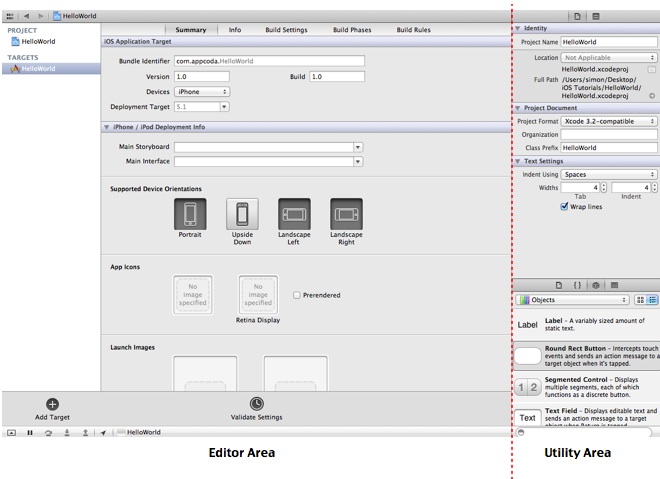 HelloWorld
PROJECT
HelloWorld
TARGETS
HelloWorld
Summary Info Build Settings Build Phases Build Rules
iOS Application Target
Bundle Identifier com.appcoda.HelloWorld
Version 1.0 Build 1.0
Devices iPhone
Deployment Target 5.1
iPhone / iPod Deployment Info
Main Storyboard
Main Interface
Supported Device Orientations
Portrait Upside Down Landscape Left Landscape Right
App Icons
No image specified No image specified Prerendered
Retina Display
Launch Images
Add Target Validate Settings
HelloWorld
Identity
Project Name HelloWorld
Location Not Applicable
HelloWorld.xcodeproj
Full Path /Users/simon/Desktop/
iOS Tutorials/HelloWorld/
HelloWorld.xcodeproj
Project Document
Project Format Xcode 3.2-compatible
Organization
Class Prefix HelloWorld
Text Settings
Indent Using Spaces
Widths 4 4
Tab Indent
Wrap lines
{ }
Objects
Label Label – A variably sized amount of
static text.
Round Rect Button – Intercepts touch
events and sends an action message to a
target object when it's tapped.
1 2 Segmented Control – Displays
multiple segments, each of which
functions as a discrete button.
Text Text Field – Displays editable text and
sends an action message to a target
object when Return is tapped.
Editor Area Utility Area